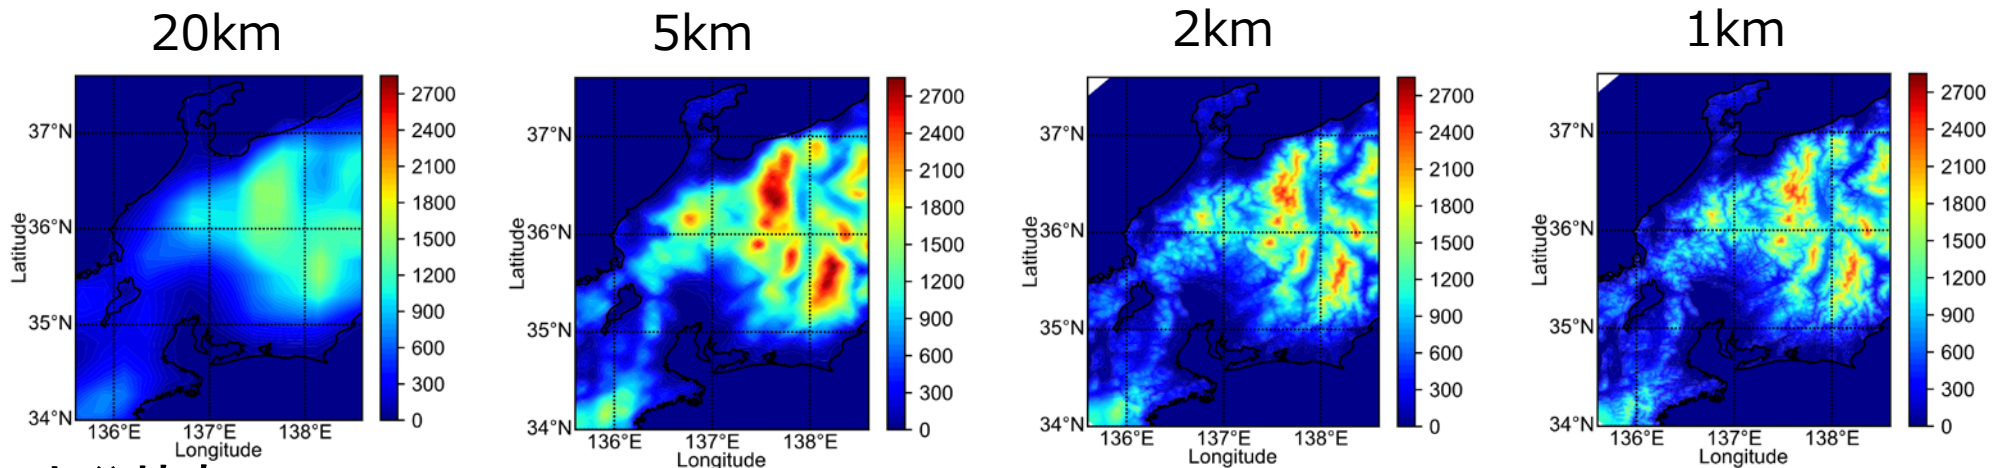 20km
5km
2km
1km
37°N
36°N
35°N
34°N
136°E 137°E 138°E
Longitude
Latitude
2700
2400
2100
1800
1500
1200
900
600
300
0
37°N
36°N
35°N
34°N
136°E 137°E 138°E
Longitude
Latitude
2700
2400
2100
1800
1500
1200
900
600
300
0
37°N
36°N
35°N
34°N
136°E 137°E 138°E
Longitude
Latitude
2700
2400
2100
1800
1500
1200
900
600
300
0
37°N
36°N
35°N
34°N
136°E 137°E 138°E
Longitude
Latitude
2700
2400
2100
1800
1500
1200
900
600
300
0